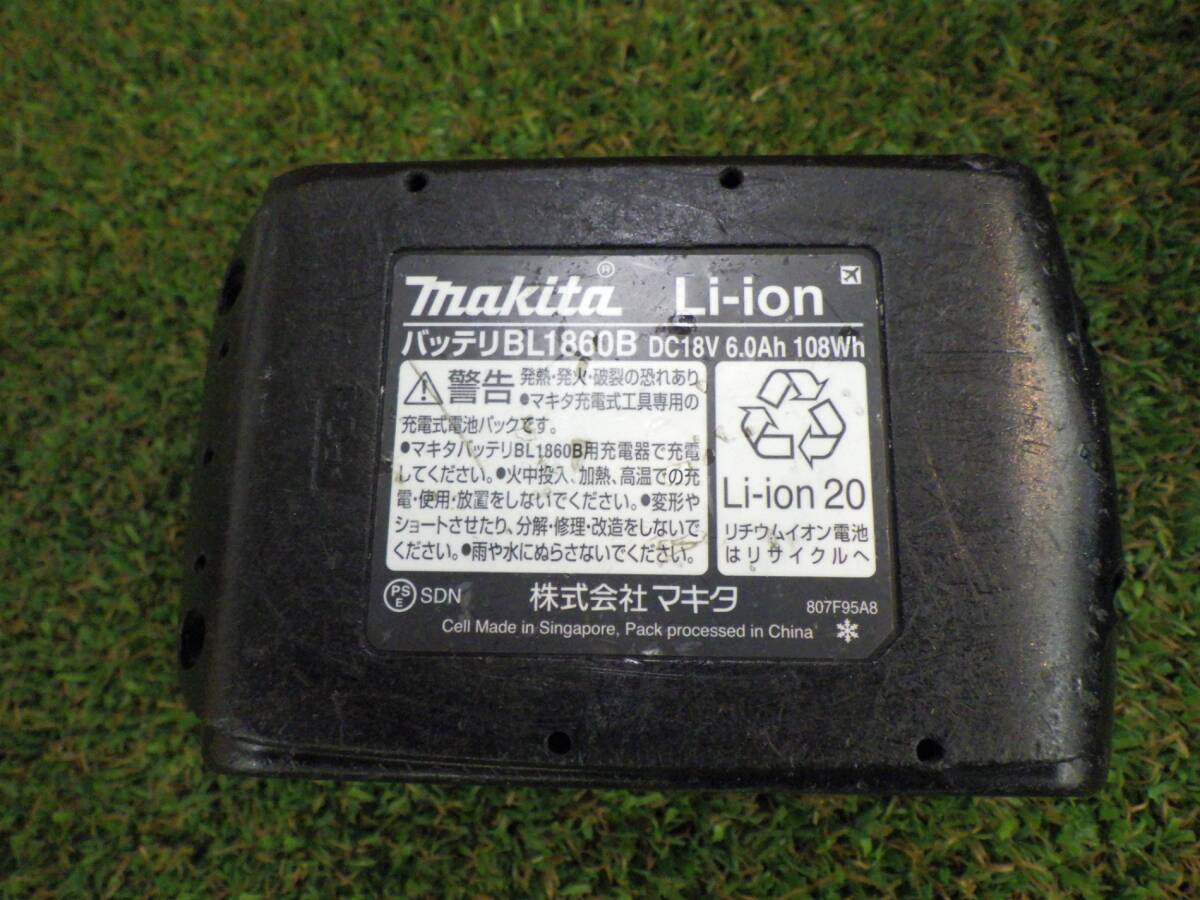 makita® Li-ion
バッテリBL1860B DC18V 6.0Ah 108Wh
警告 発熱・発火・破裂の恐れあり
●マキタ充電式工具専用の
充電式電池パックです。
●マキタバッテリBL1860B用充電器で充電
してください。●火中投入、加熱、高温での充
電・使用・放置をしないでください。●変形や
ショートさせたり、分解・修理・改造をしないで
ください。●雨や水にぬらさないでください。
Li-ion 20
リチウムイオン電池
はリサイクルへ
PSE SDN 株式会社マキタ 807F95A8
Cell Made in Singapore, Pack processed in China